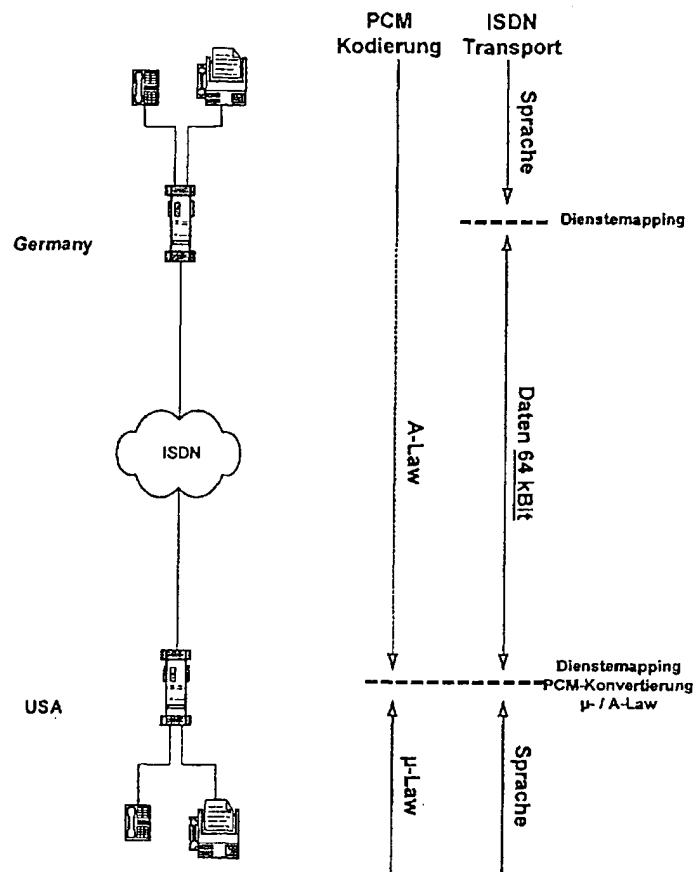 PCM
Kodierung
ISDN
Transport
Sprache
Dienstemapping
Germany
ISDN
A-Law
Daten 64 kBit
Dienstemapping
PCM-Konvertierung
µ- / A-Law
USA
µ-Law
Sprache